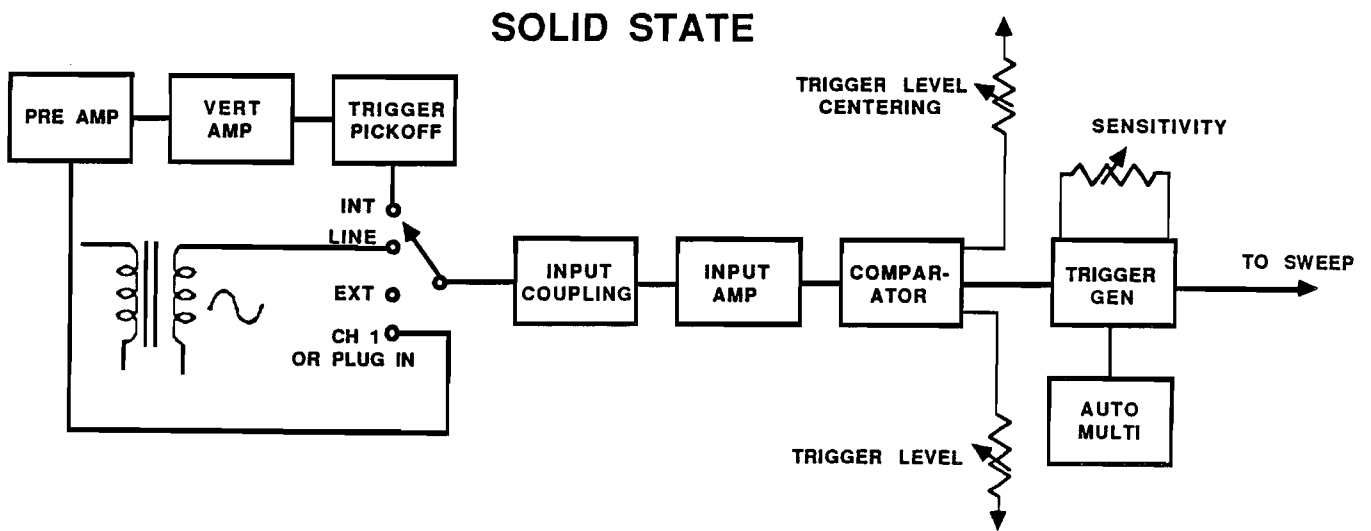 SOLID STATE
PRE AMP
VERT
AMP
TRIGGER
PICKOFF
TRIGGER LEVEL
CENTERING
SENSITIVITY
INT
LINE
EXT
CH 1
OR PLUG IN
INPUT
COUPLING
INPUT
AMP
COMPAR-
ATOR
TRIGGER
GEN
TO SWEEP
AUTO
MULTI
TRIGGER LEVEL